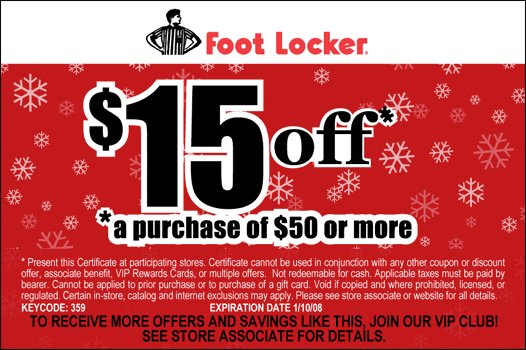 Foot Locker®
$15 off*
*a purchase of $50 or more
* Present this Certificate at participating stores. Certificate cannot be used in conjunction with any other coupon or discount
offer, associate benefit, VIP Rewards Cards, or multiple offers. Not redeemable for cash. Applicable taxes must be paid by
bearer. Cannot be applied to prior purchase or to purchase of a gift card. Void if copied and where prohibited, licensed, or
regulated. Certain in-store, catalog and internet exclusions may apply. Please see store associate or website for all details.
KEYCODE: 359 EXPIRATION DATE 1/10/08
TO RECEIVE MORE OFFERS AND SAVINGS LIKE THIS, JOIN OUR VIP CLUB!
SEE STORE ASSOCIATE FOR DETAILS.